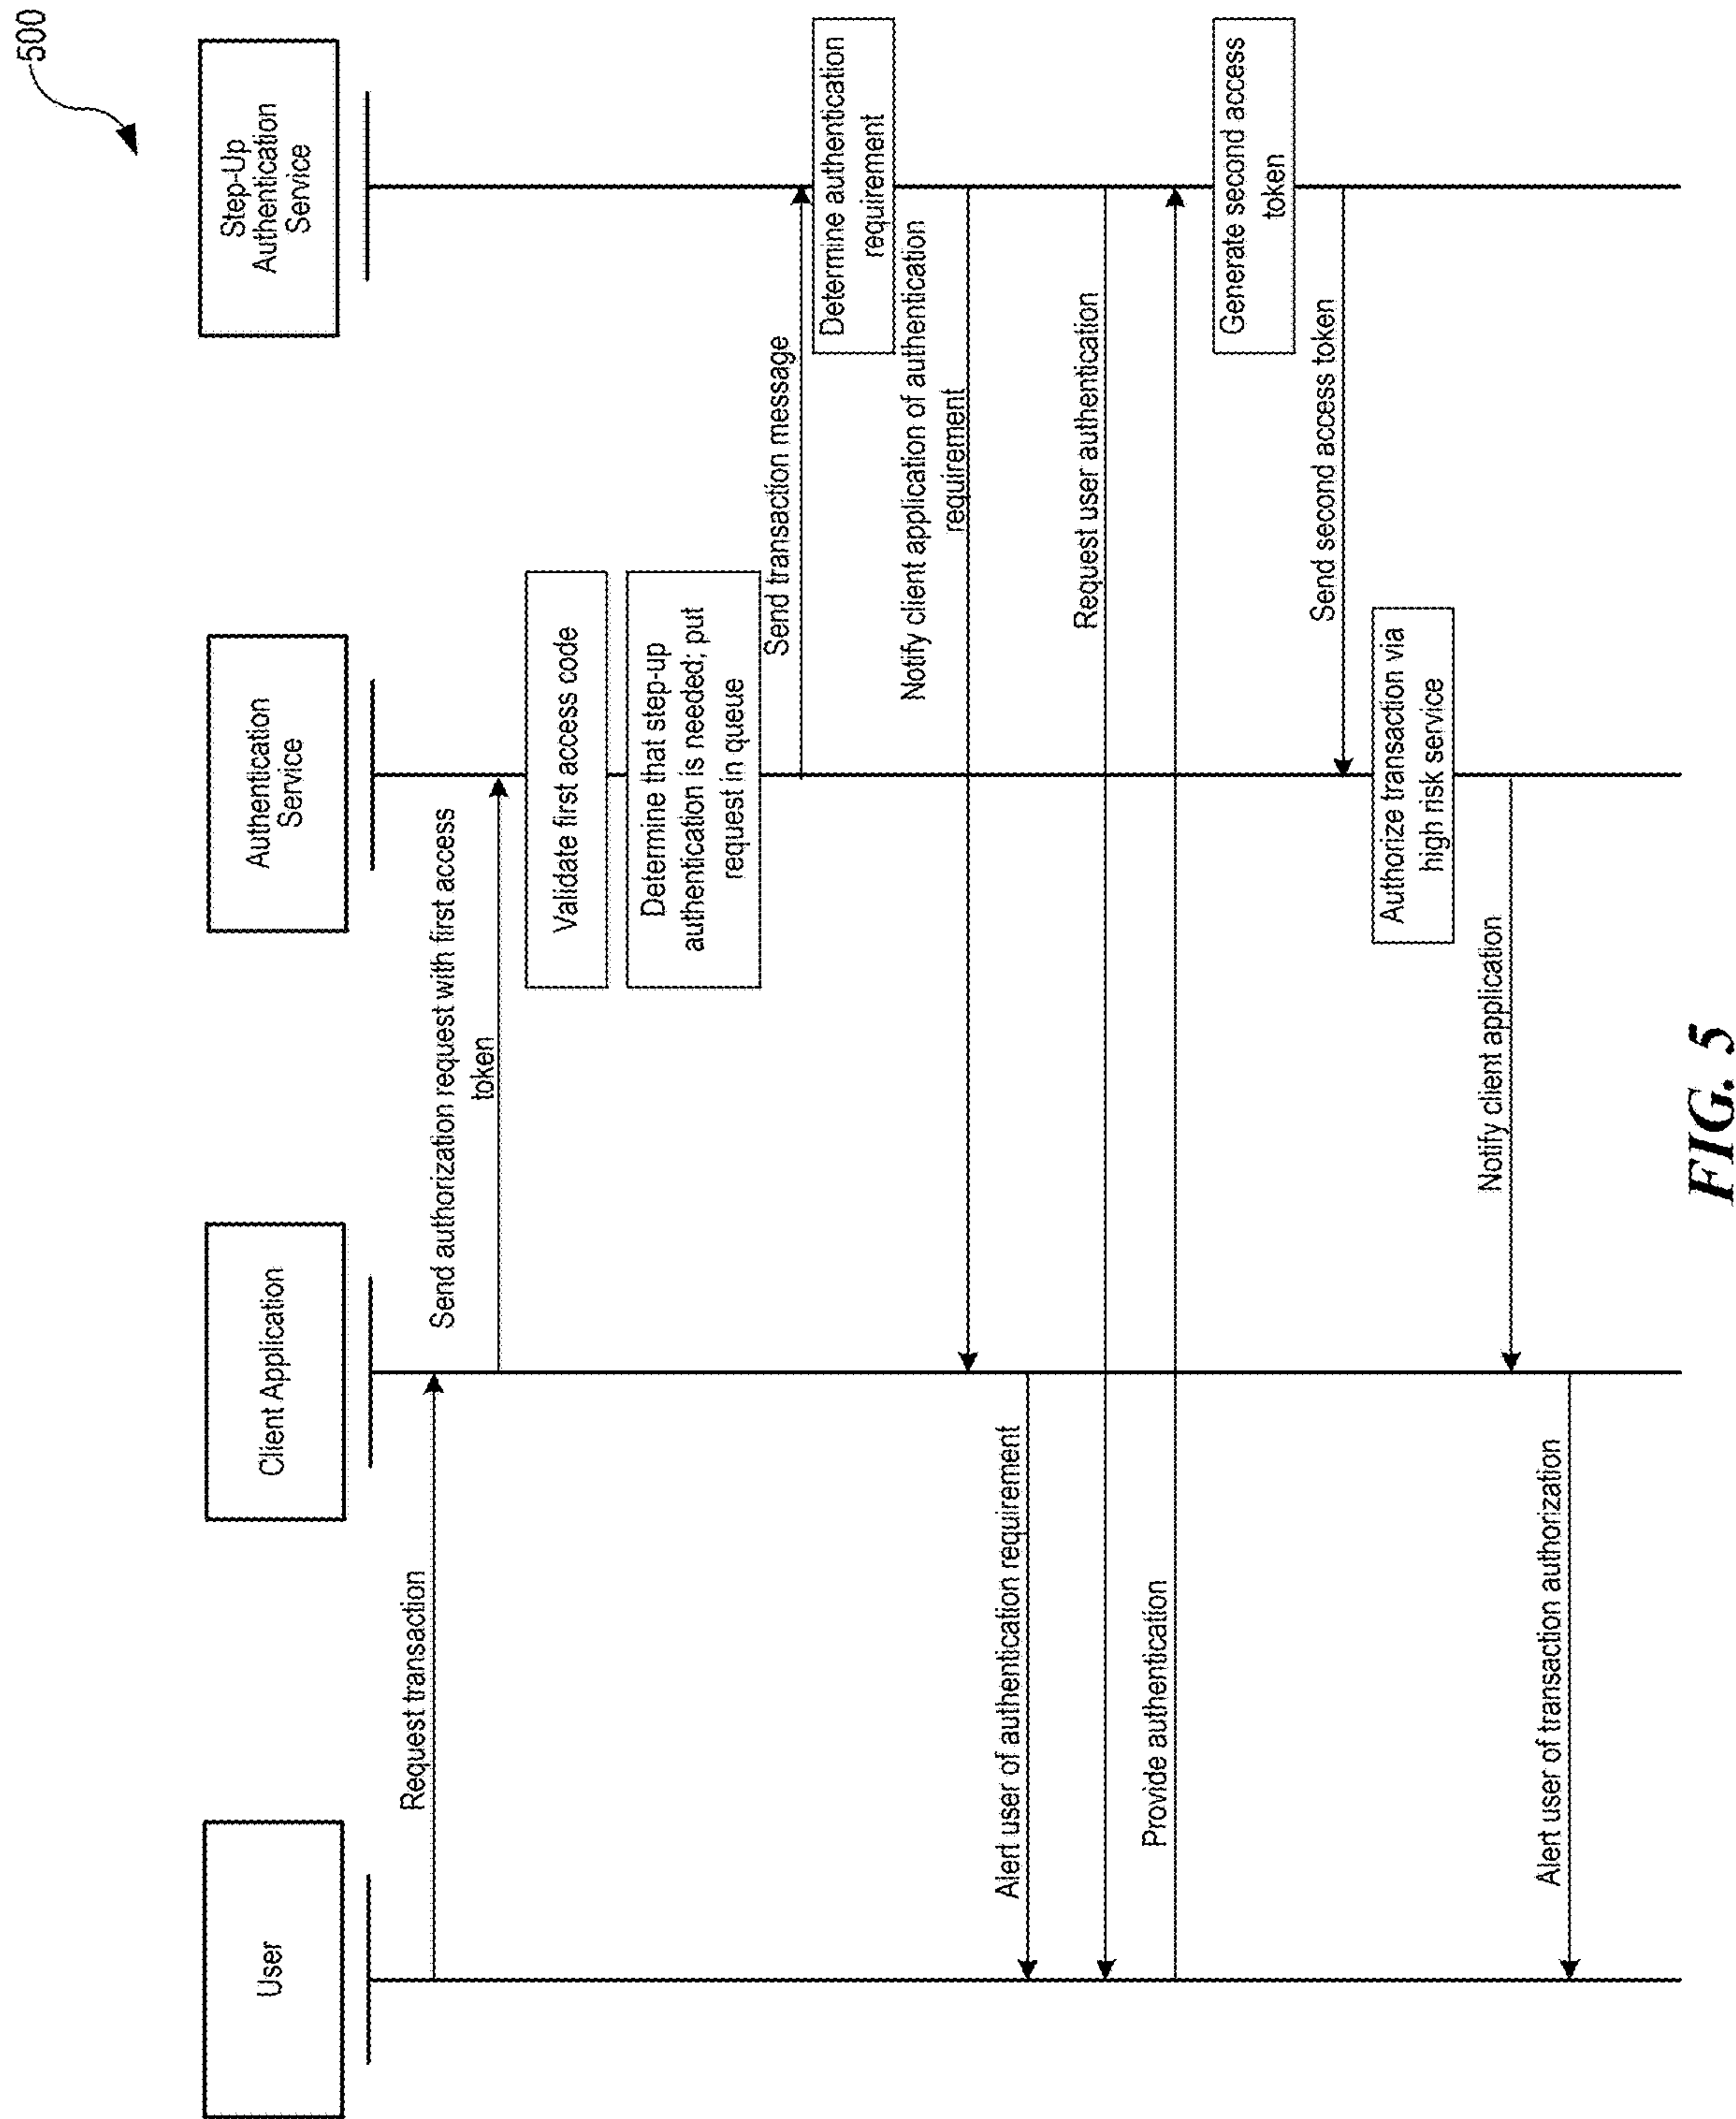 500
User
Client Application
Authentication
Service
Step-Up
Authentication
Service
Request transaction
Send authorization request with first access
token
Validate first access code
Determine that step-up
authentication is needed; put
request in queue
Send transaction message
Determine authentication
requirement
Notify client application of authentication
requirement
Alert user of authentication requirement
Request user authentication
Provide authentication
Generate second access
token
Send second access token
Authorize transaction via
high risk service
Notify client application
Alert user of transaction authorization
FIG. 5